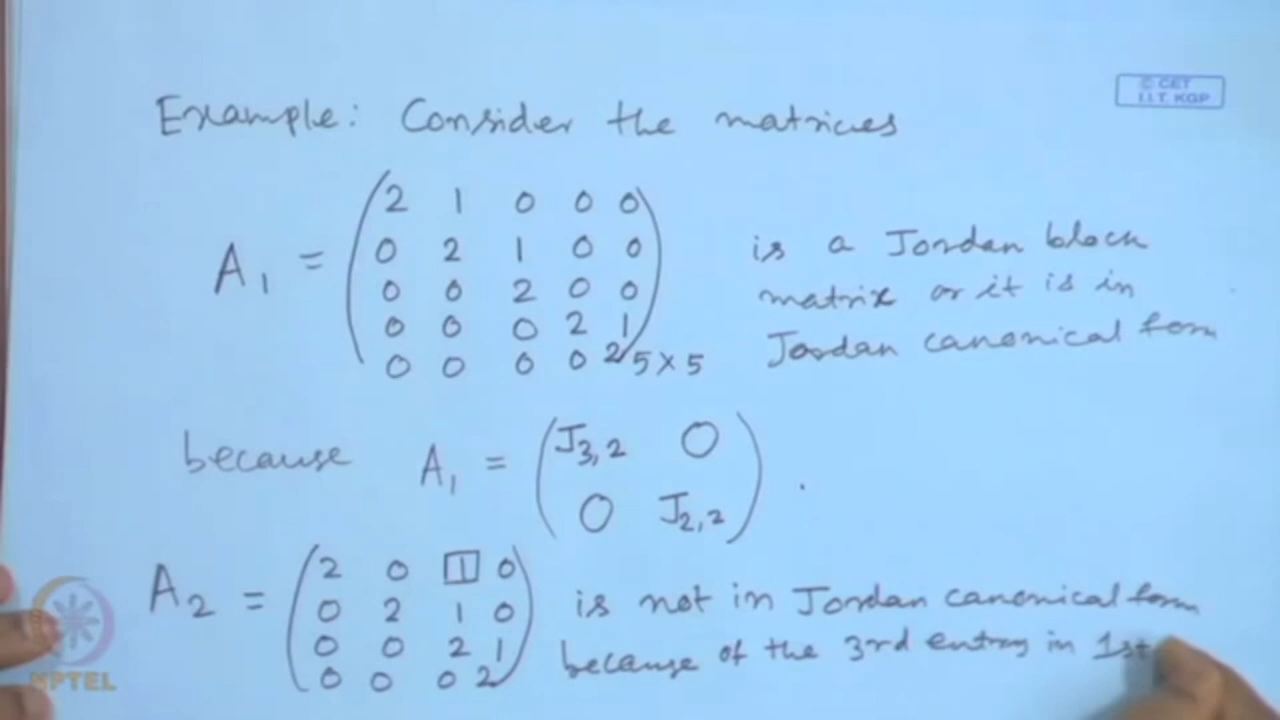 © CET
I.I.T. KGP
Example: Consider the matrices
A₁ = (2 1 0 0 0
0 2 1 0 0
0 0 2 0 0
0 0 0 2 1
0 0 0 0 2) 5×5
is a Jordan block
matrix or it is in
Jordan canonical form
because A₁ = (J₃,₂ 0
0 J₂,₂) .
A₂ = (2 0 1 0
0 2 1 0
0 0 2 1
0 0 0 2)
is not in Jordan canonical form
because of the 3rd entry in 1st
NPTEL